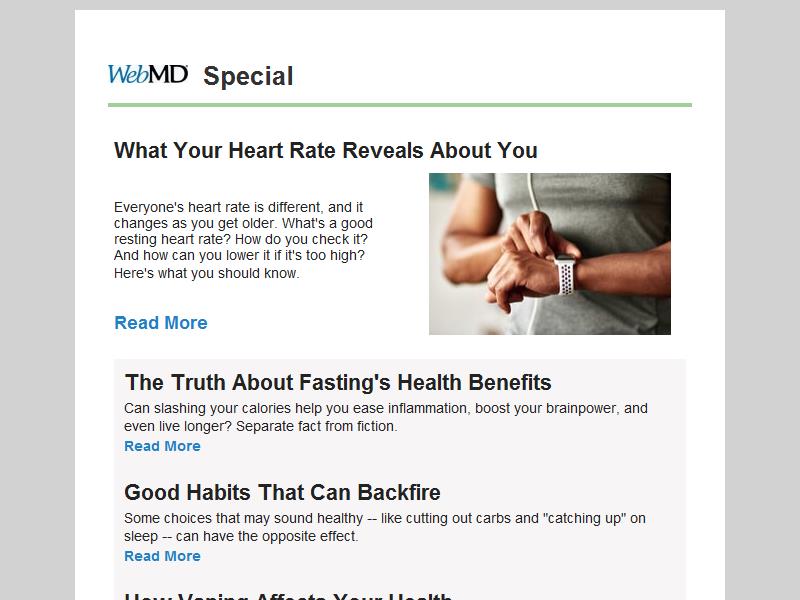 WebMD Special
What Your Heart Rate Reveals About You
Everyone's heart rate is different, and it
changes as you get older. What's a good
resting heart rate? How do you check it?
And how can you lower it if it's too high?
Here's what you should know.
Read More
The Truth About Fasting's Health Benefits
Can slashing your calories help you ease inflammation, boost your brainpower, and
even live longer? Separate fact from fiction.
Read More
Good Habits That Can Backfire
Some choices that may sound healthy -- like cutting out carbs and "catching up" on
sleep -- can have the opposite effect.
Read More
How Vaping Affects Your Health